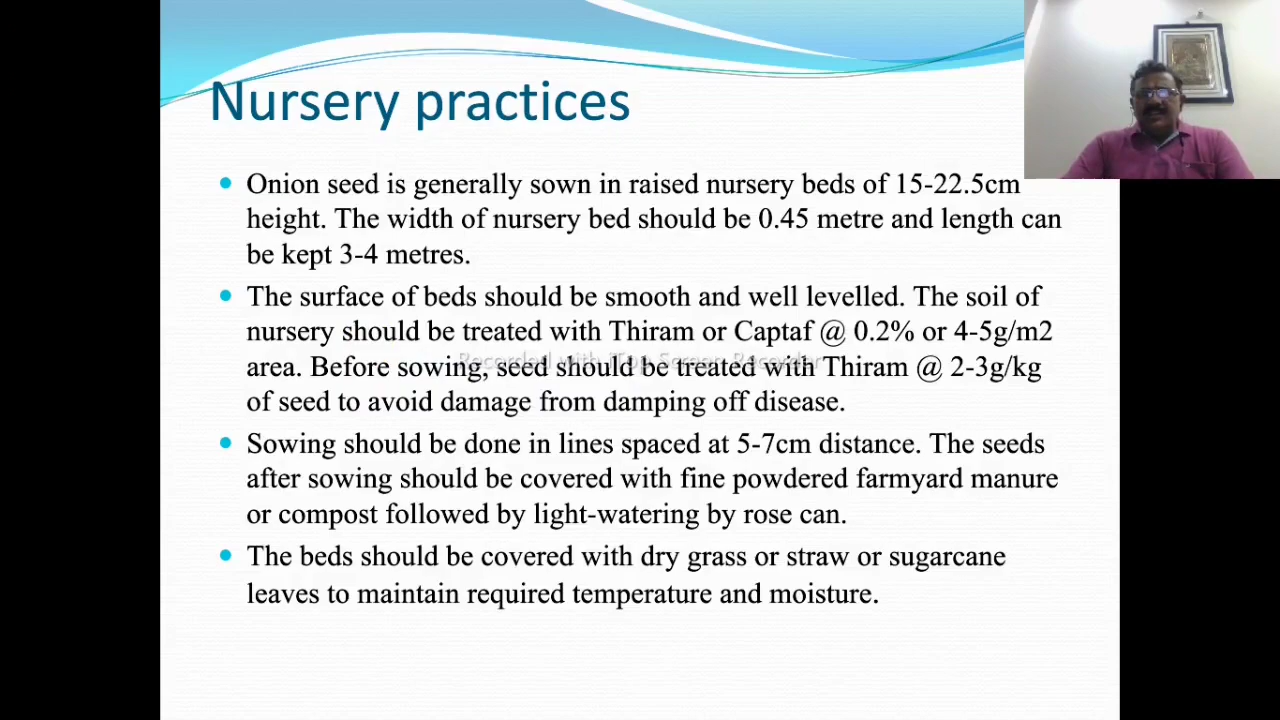 Nursery practices
Onion seed is generally sown in raised nursery beds of 15-22.5cm
height. The width of nursery bed should be 0.45 metre and length can
be kept 3-4 metres.
The surface of beds should be smooth and well levelled. The soil of
nursery should be treated with Thiram or Captaf @ 0.2% or 4-5g/m2
area. Before sowing, seed should be treated with Thiram @ 2-3g/kg
Recorded with iTop Screen Recorder
of seed to avoid damage from damping off disease.
Sowing should be done in lines spaced at 5-7cm distance. The seeds
after sowing should be covered with fine powdered farmyard manure
or compost followed by light-watering by rose can.
The beds should be covered with dry grass or straw or sugarcane
leaves to maintain required temperature and moisture.